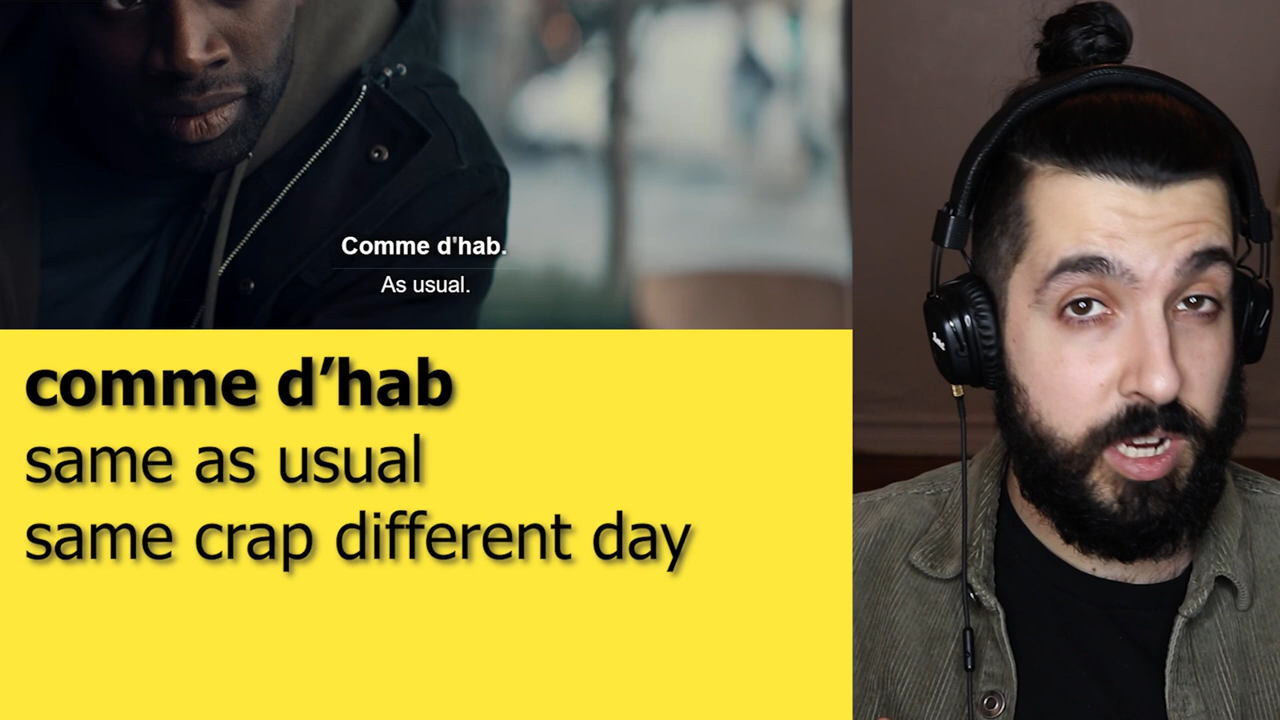 Comme d'hab.
As usual.
comme d’hab
same as usual
same crap different day